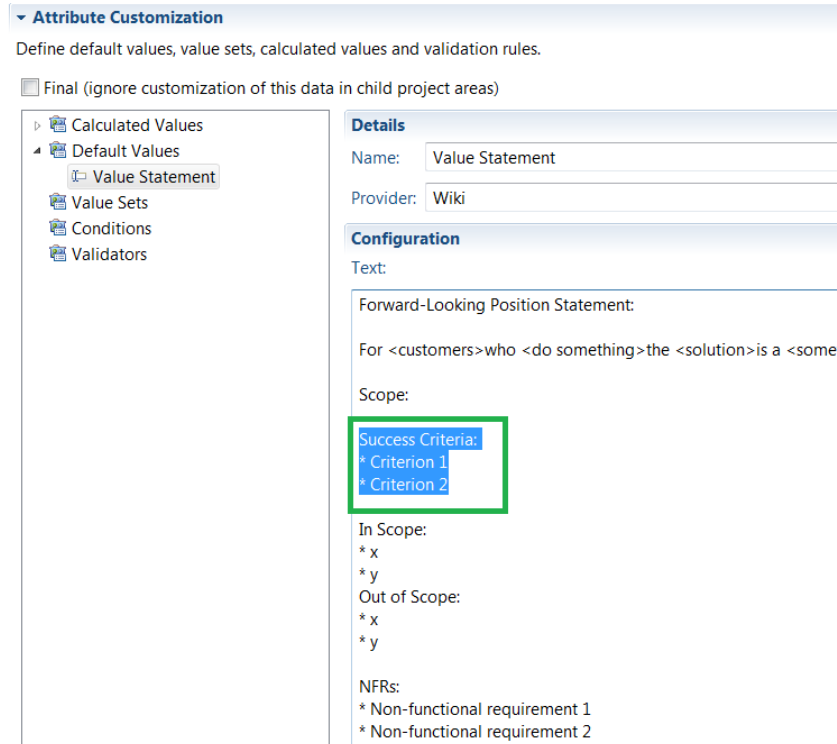 Attribute Customization
Define default values, value sets, calculated values and validation rules.
Final (ignore customization of this data in child project areas)
Calculated Values
Default Values
Value Statement
Value Sets
Conditions
Validators
Details
Name: Value Statement
Provider: Wiki
Configuration
Text:
Forward-Looking Position Statement:
For <customers>who <do something>the <solution>is a <some
Scope:
Success Criteria:
* Criterion 1
* Criterion 2
In Scope:
* x
* y
Out of Scope:
* x
* y
NFRs:
* Non-functional requirement 1
* Non-functional requirement 2